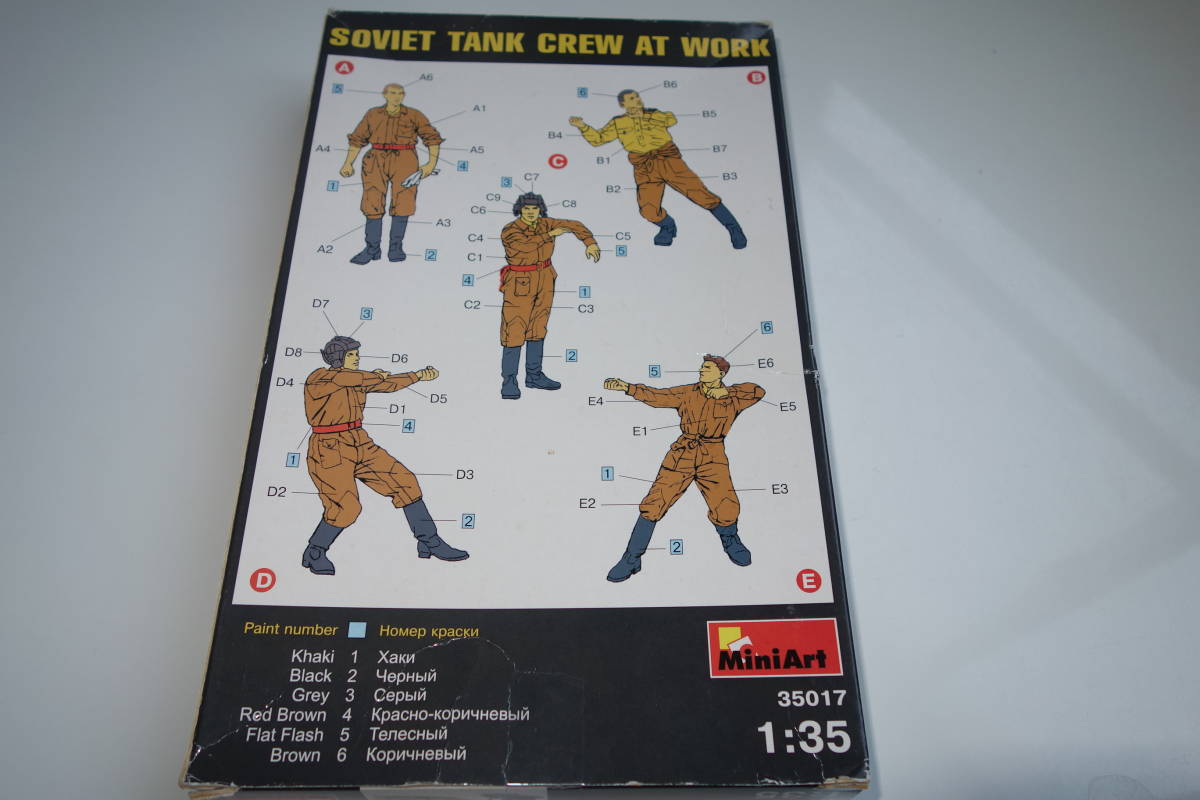 SOVIET TANK CREW AT WORK
A
B
5
A6
A1
A4
A5
4
1
A3
A2
2
6
B6
B5
B4
B1
B7
B2
B3
C
3
C7
C9
C8
C6
C4
C5
5
C1
4
1
C2
C3
2
D7
3
D8
D6
D4
D5
D1
4
1
D3
D2
2
D
6
5
E6
E4
E5
E1
1
E2
E3
2
E
Paint number Номер краски
Khaki 1 Хаки
Black 2 Черный
Grey 3 Серый
Red Brown 4 Красно-коричневый
Flat Flash 5 Телесный
Brown 6 Коричневый
MiniArt
35017
1:35